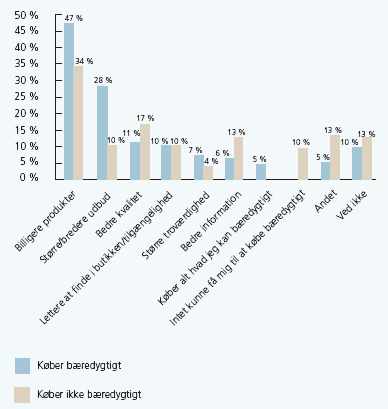 50 %
45 %
40 %
35 %
30 %
25 %
20 %
15 %
10 %
5 %
0 %
47 %
34 %
28 %
10 %
11 %
17 %
10 %
10 %
7 %
4 %
6 %
13 %
5 %
10 %
5 %
13 %
10 %
13 %
Billigere produkter
Større/bredere udbud
Bedre kvalitet
Lettere at finde i butikken/tilgængelighed
Større troværdighed
Bedre information
Køber alt hvad jeg kan bæredygtigt
Intet kunne få mig til at købe bæredygtigt
Andet
Ved ikke
Køber bæredygtigt
Køber ikke bæredygtigt